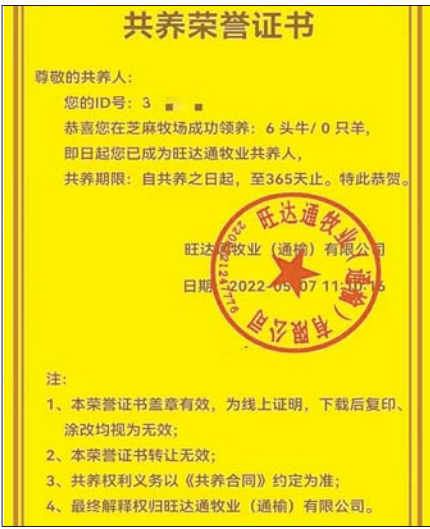 共养荣誉证书
尊敬的共养人：
您的ID号：3
恭喜您在芝麻牧场成功领养：6 头牛/ 0 只羊，
即日起您已成为旺达通牧业共养人，
共养期限：自共养之日起，至365天止。特此恭贺。
旺达通牧业（通榆）有限公司
旺达通牧业（通榆）有限公司
日期：2022-05-07 11:10:16
注：
1、本荣誉证书盖章有效，为线上证明，下载后复印、
涂改均视为无效；
2、本荣誉证书转让无效；
3、共养权利义务以《共养合同》约定为准；
4、最终解释权归旺达通牧业（通榆）有限公司。